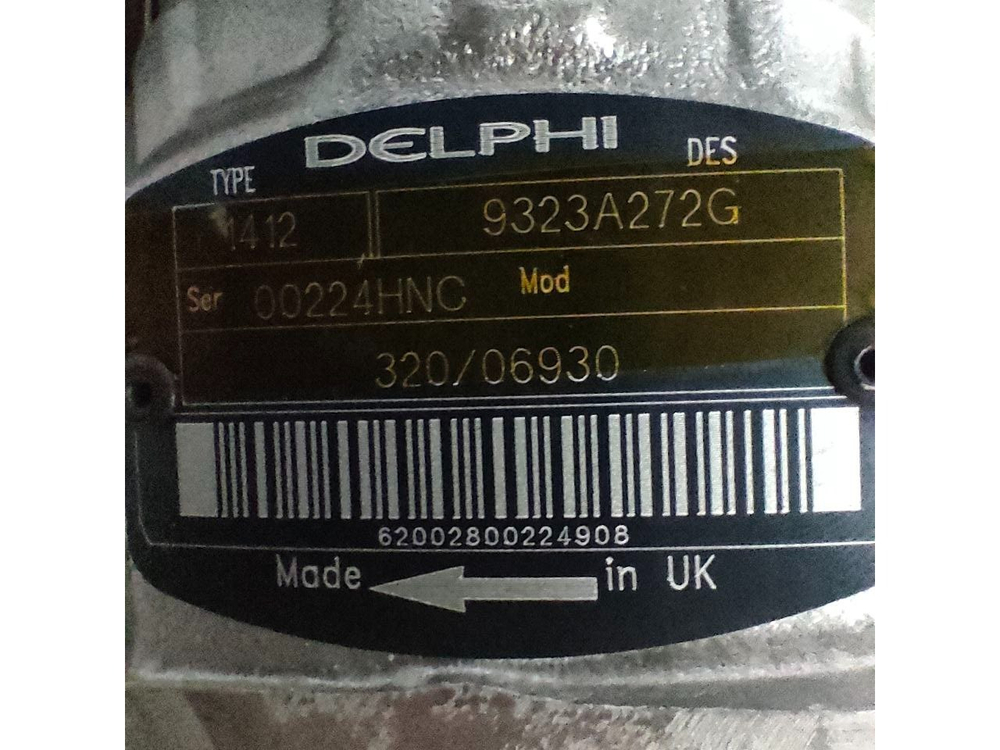 DELPHI
TYPE DES
1412 9323A272G
Ser 00224HNC Mod
320/06930
62002800224908
Made in UK